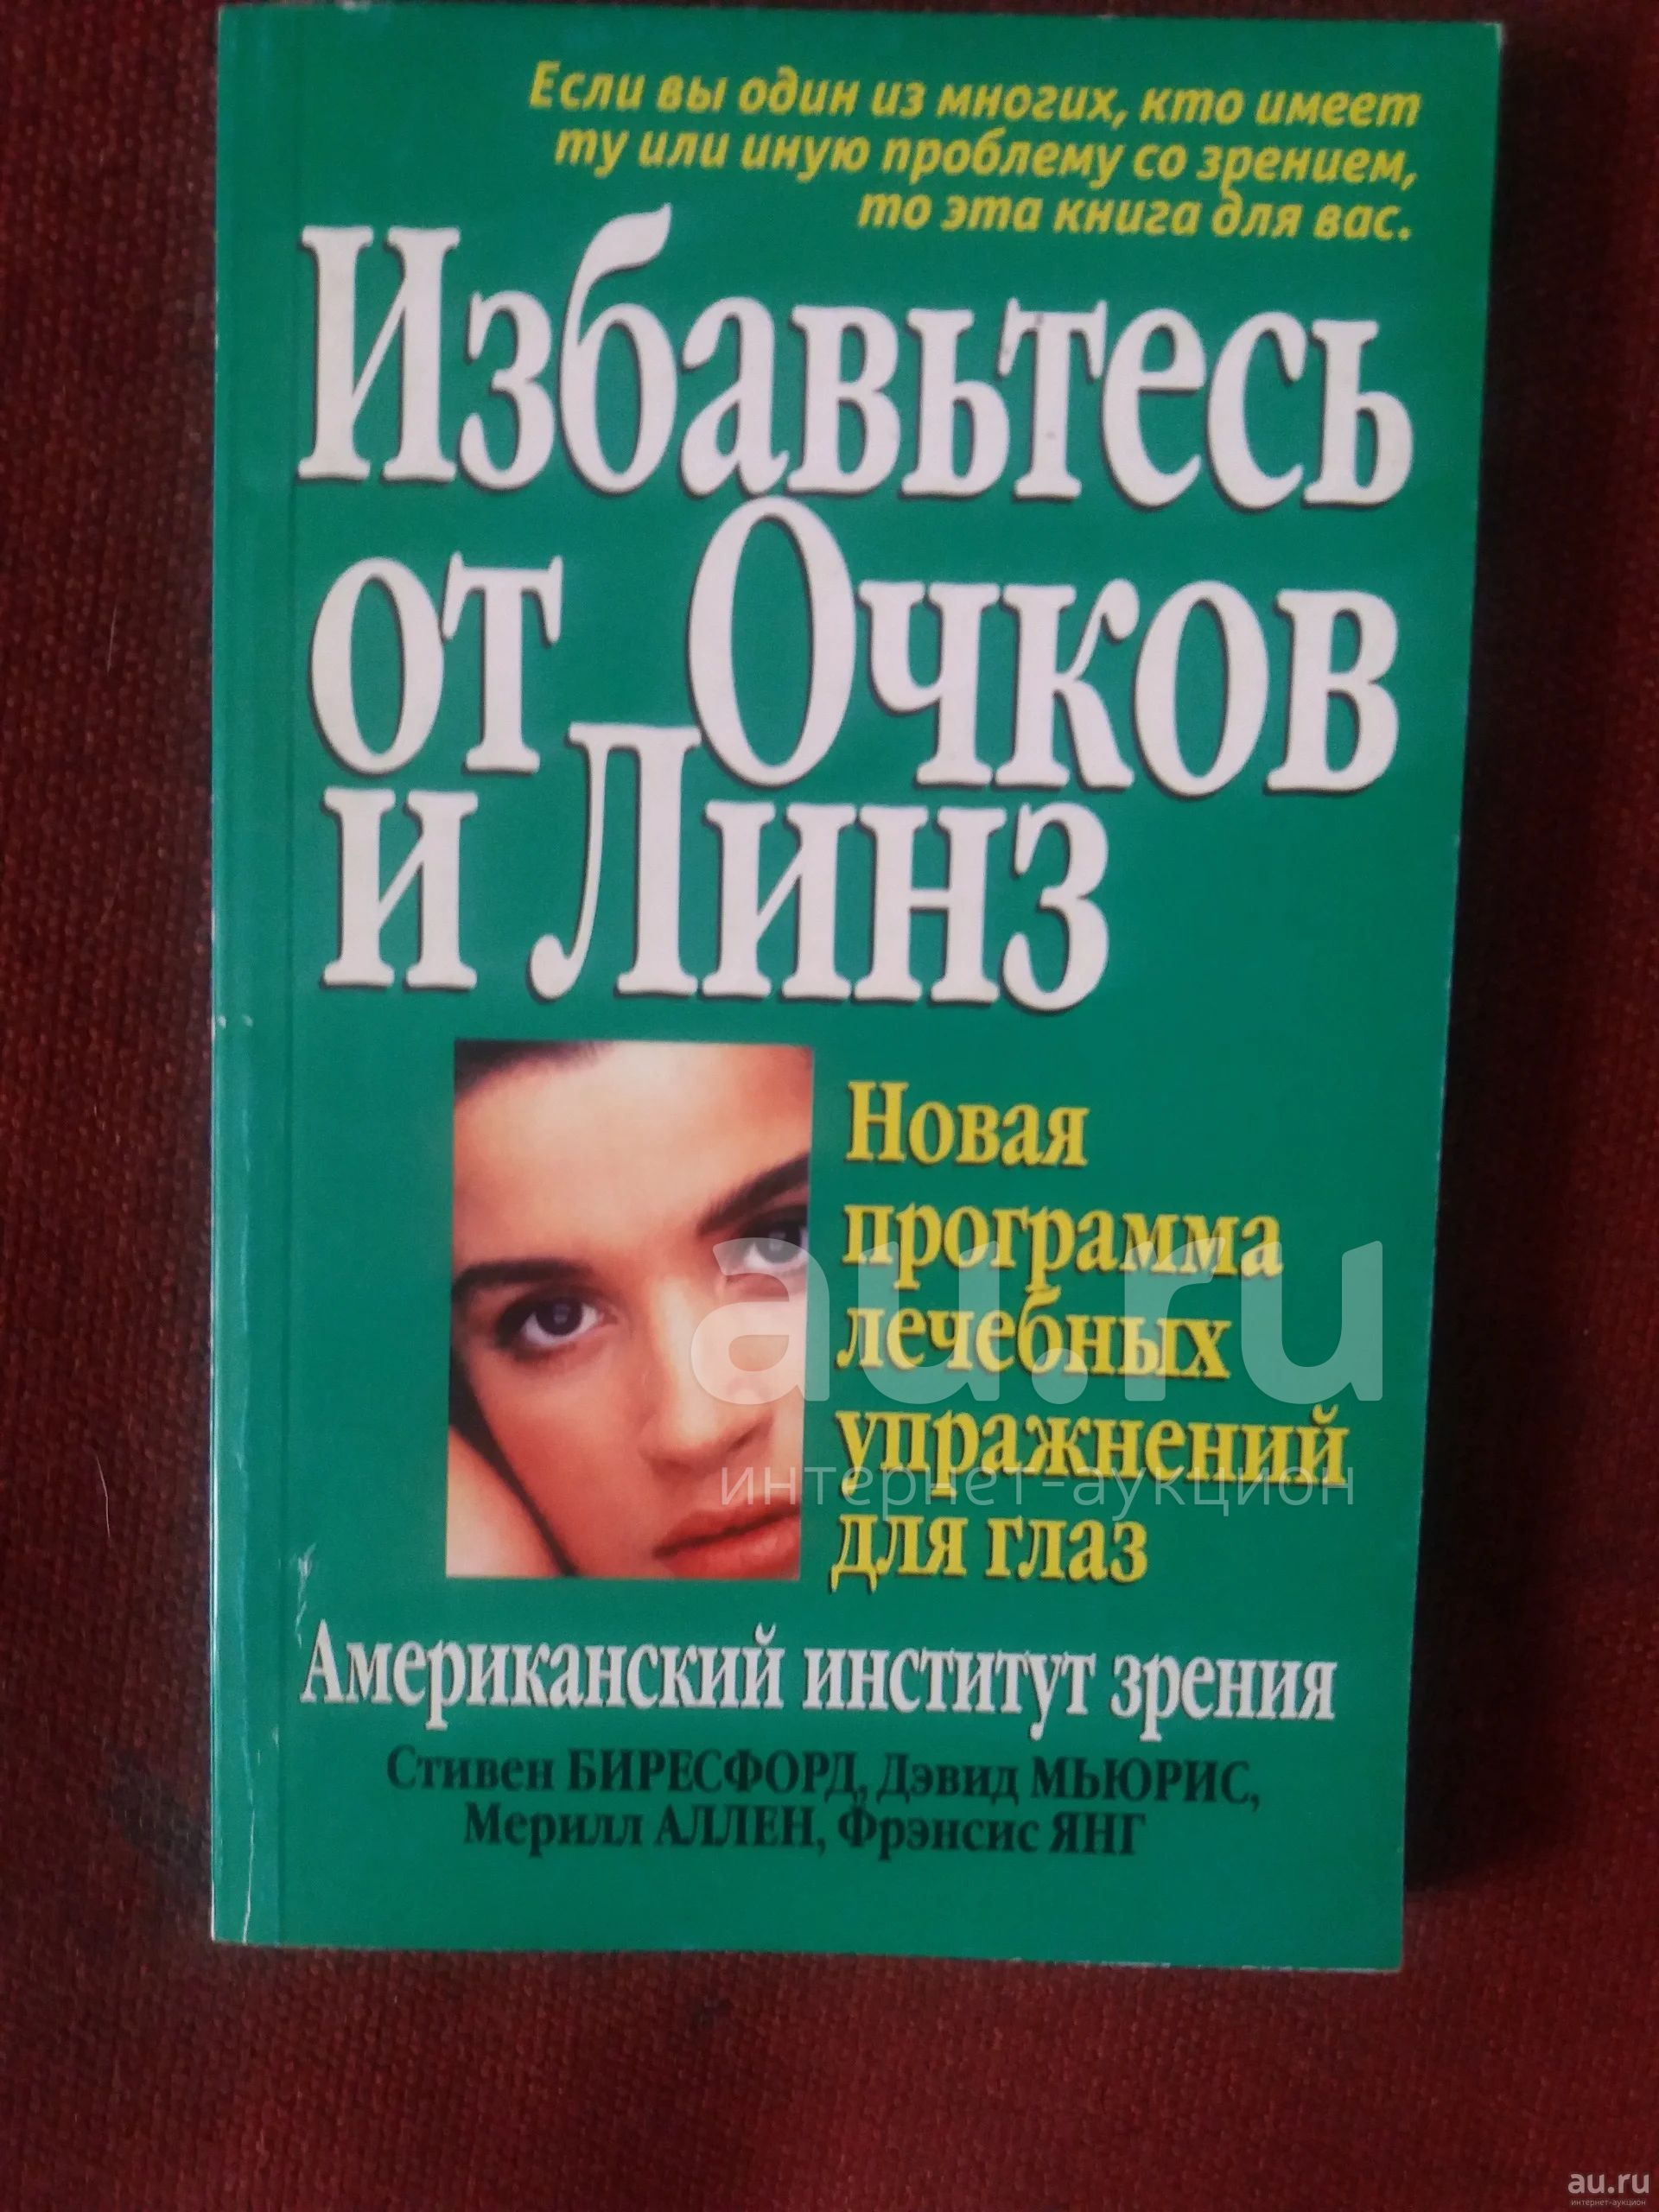 Если вы один из многих, кто имеет
ту или иную проблему со зрением,
то эта книга для вас.
Избавьтесь
от Очков
и Линз
Новая
программа
лечебных
упражнений
для глаз
au.ru
интернет-аукцион
Американский институт зрения
Стивен БИРЕСФОРД, Дэвид МЬЮРИС,
Мерилл АЛЛЕН, Фрэнсис ЯНГ
au.ru
интернет-аукцион